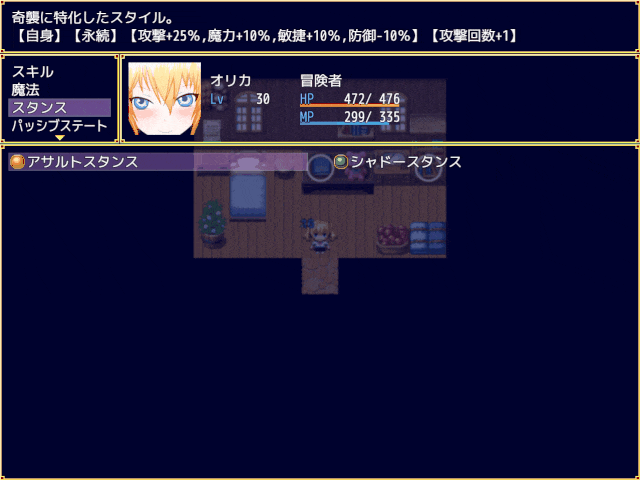 奇襲に特化したスタイル。
【自身】【永続】【攻撃+25%,魔力+10%,敏捷+10%,防御-10%】【攻撃回数+1】
スキル
魔法
スタンス
パッシブステート
オリカ 冒険者
Lv 30 HP 472/ 476
MP 299/ 335
アサルトスタンス シャドースタンス